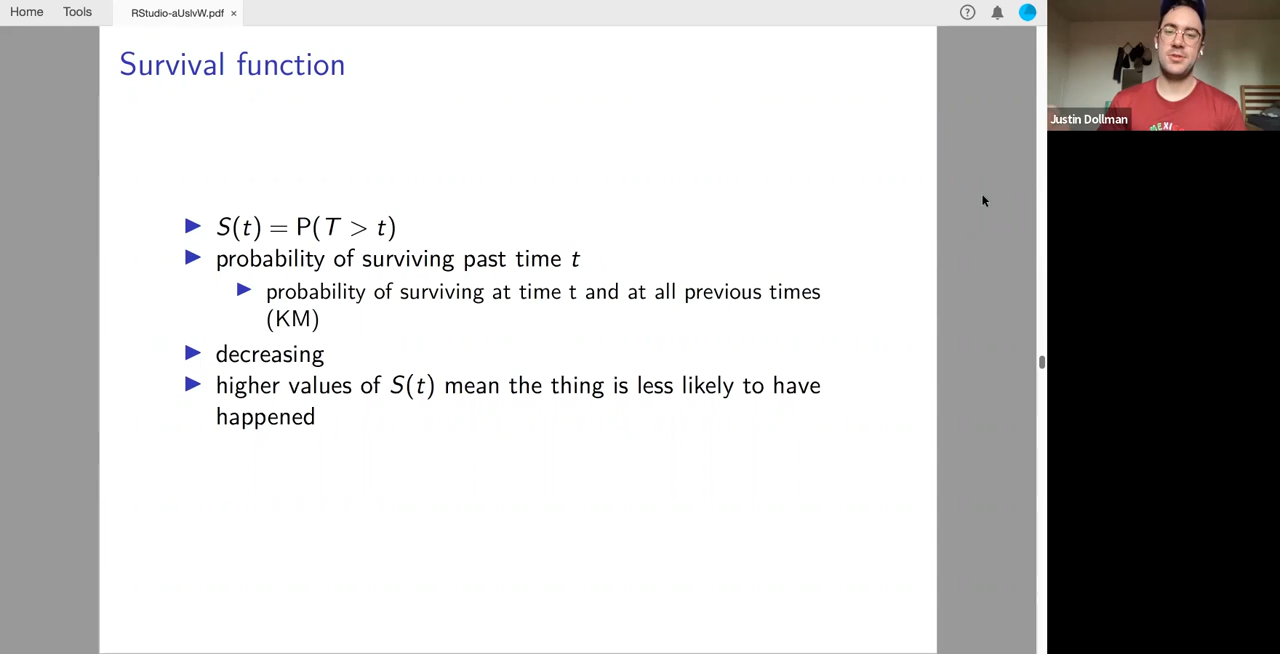 Home Tools RStudio-aUslvW.pdf ×
Survival function
S(t) = P(T > t)
probability of surviving past time t
probability of surviving at time t and at all previous times
(KM)
decreasing
higher values of S(t) mean the thing is less likely to have
happened
Justin Dollman
MEXI